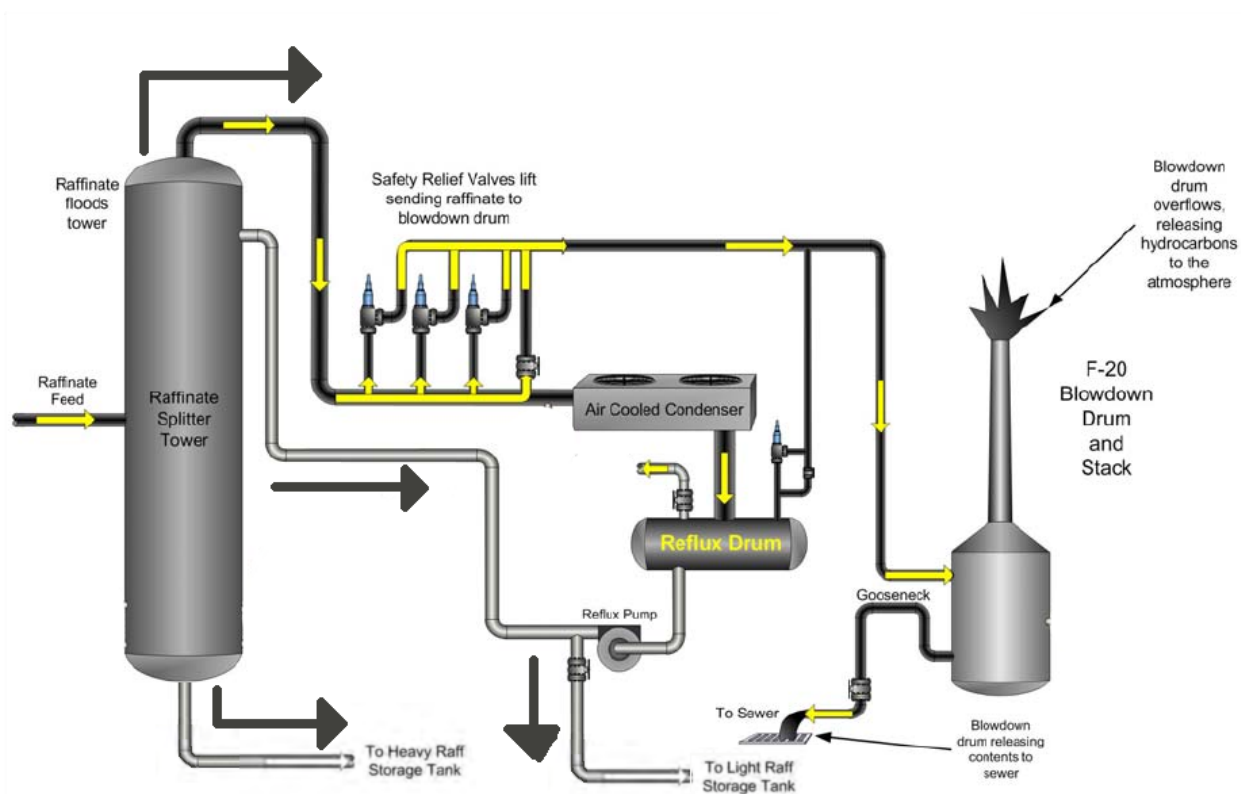 Raffinate
floods
tower
Safety Relief Valves lift
sending raffinate to
blowdown drum
Blowdown
drum
overflows,
releasing
hydrocarbons
to the
atmosphere
Raffinate
Feed
Raffinate
Splitter
Tower
Air Cooled Condenser
F-20
Blowdown
Drum
and
Stack
Reflux Drum
Gooseneck
Reflux Pump
To Sewer
Blowdown
drum releasing
contents to
sewer
To Heavy Raff
Storage Tank
To Light Raff
Storage Tank